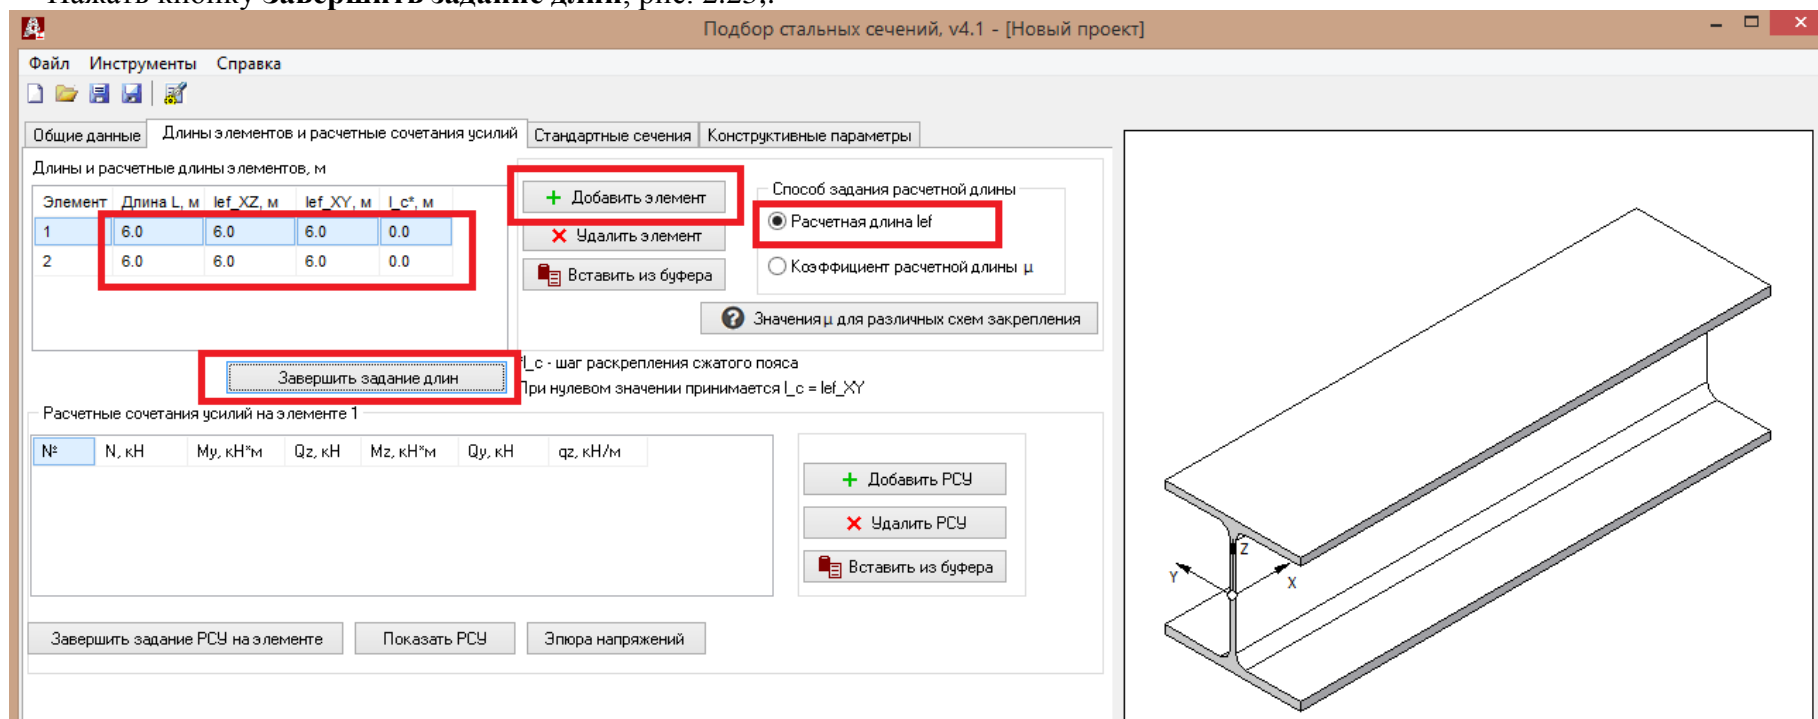 Нажать кнопку Завершить задание длин, рис. 2.23,.
Подбор стальных сечений, v4.1 - [Новый проект]
Файл Инструменты Справка
Общие данные Длины элементов и расчетные сочетания усилий Стандартные сечения Конструктивные параметры
Длины и расчетные длины элементов, м
Элемент Длина L, м lef_XZ, м lef_XY, м l_c*, м
1 6.0 6.0 6.0 0.0
2 6.0 6.0 6.0 0.0
+ Добавить элемент
Удалить элемент
Вставить из буфера
Способ задания расчетной длины
Расчетная длина lef
Коэффициент расчетной длины μ
Значения μ для различных схем закрепления
Завершить задание длин
*l_c - шаг раскрепления сжатого пояса
При нулевом значении принимается l_c = lef_XY
Расчетные сочетания усилий на элементе 1
№ N, кН My, кН*м Qz, кН Mz, кН*м Qy, кН qz, кН/м
+ Добавить РСУ
Удалить РСУ
Вставить из буфера
Завершить задание РСУ на элементе Показать РСУ Эпюра напряжений
Z
Y
X